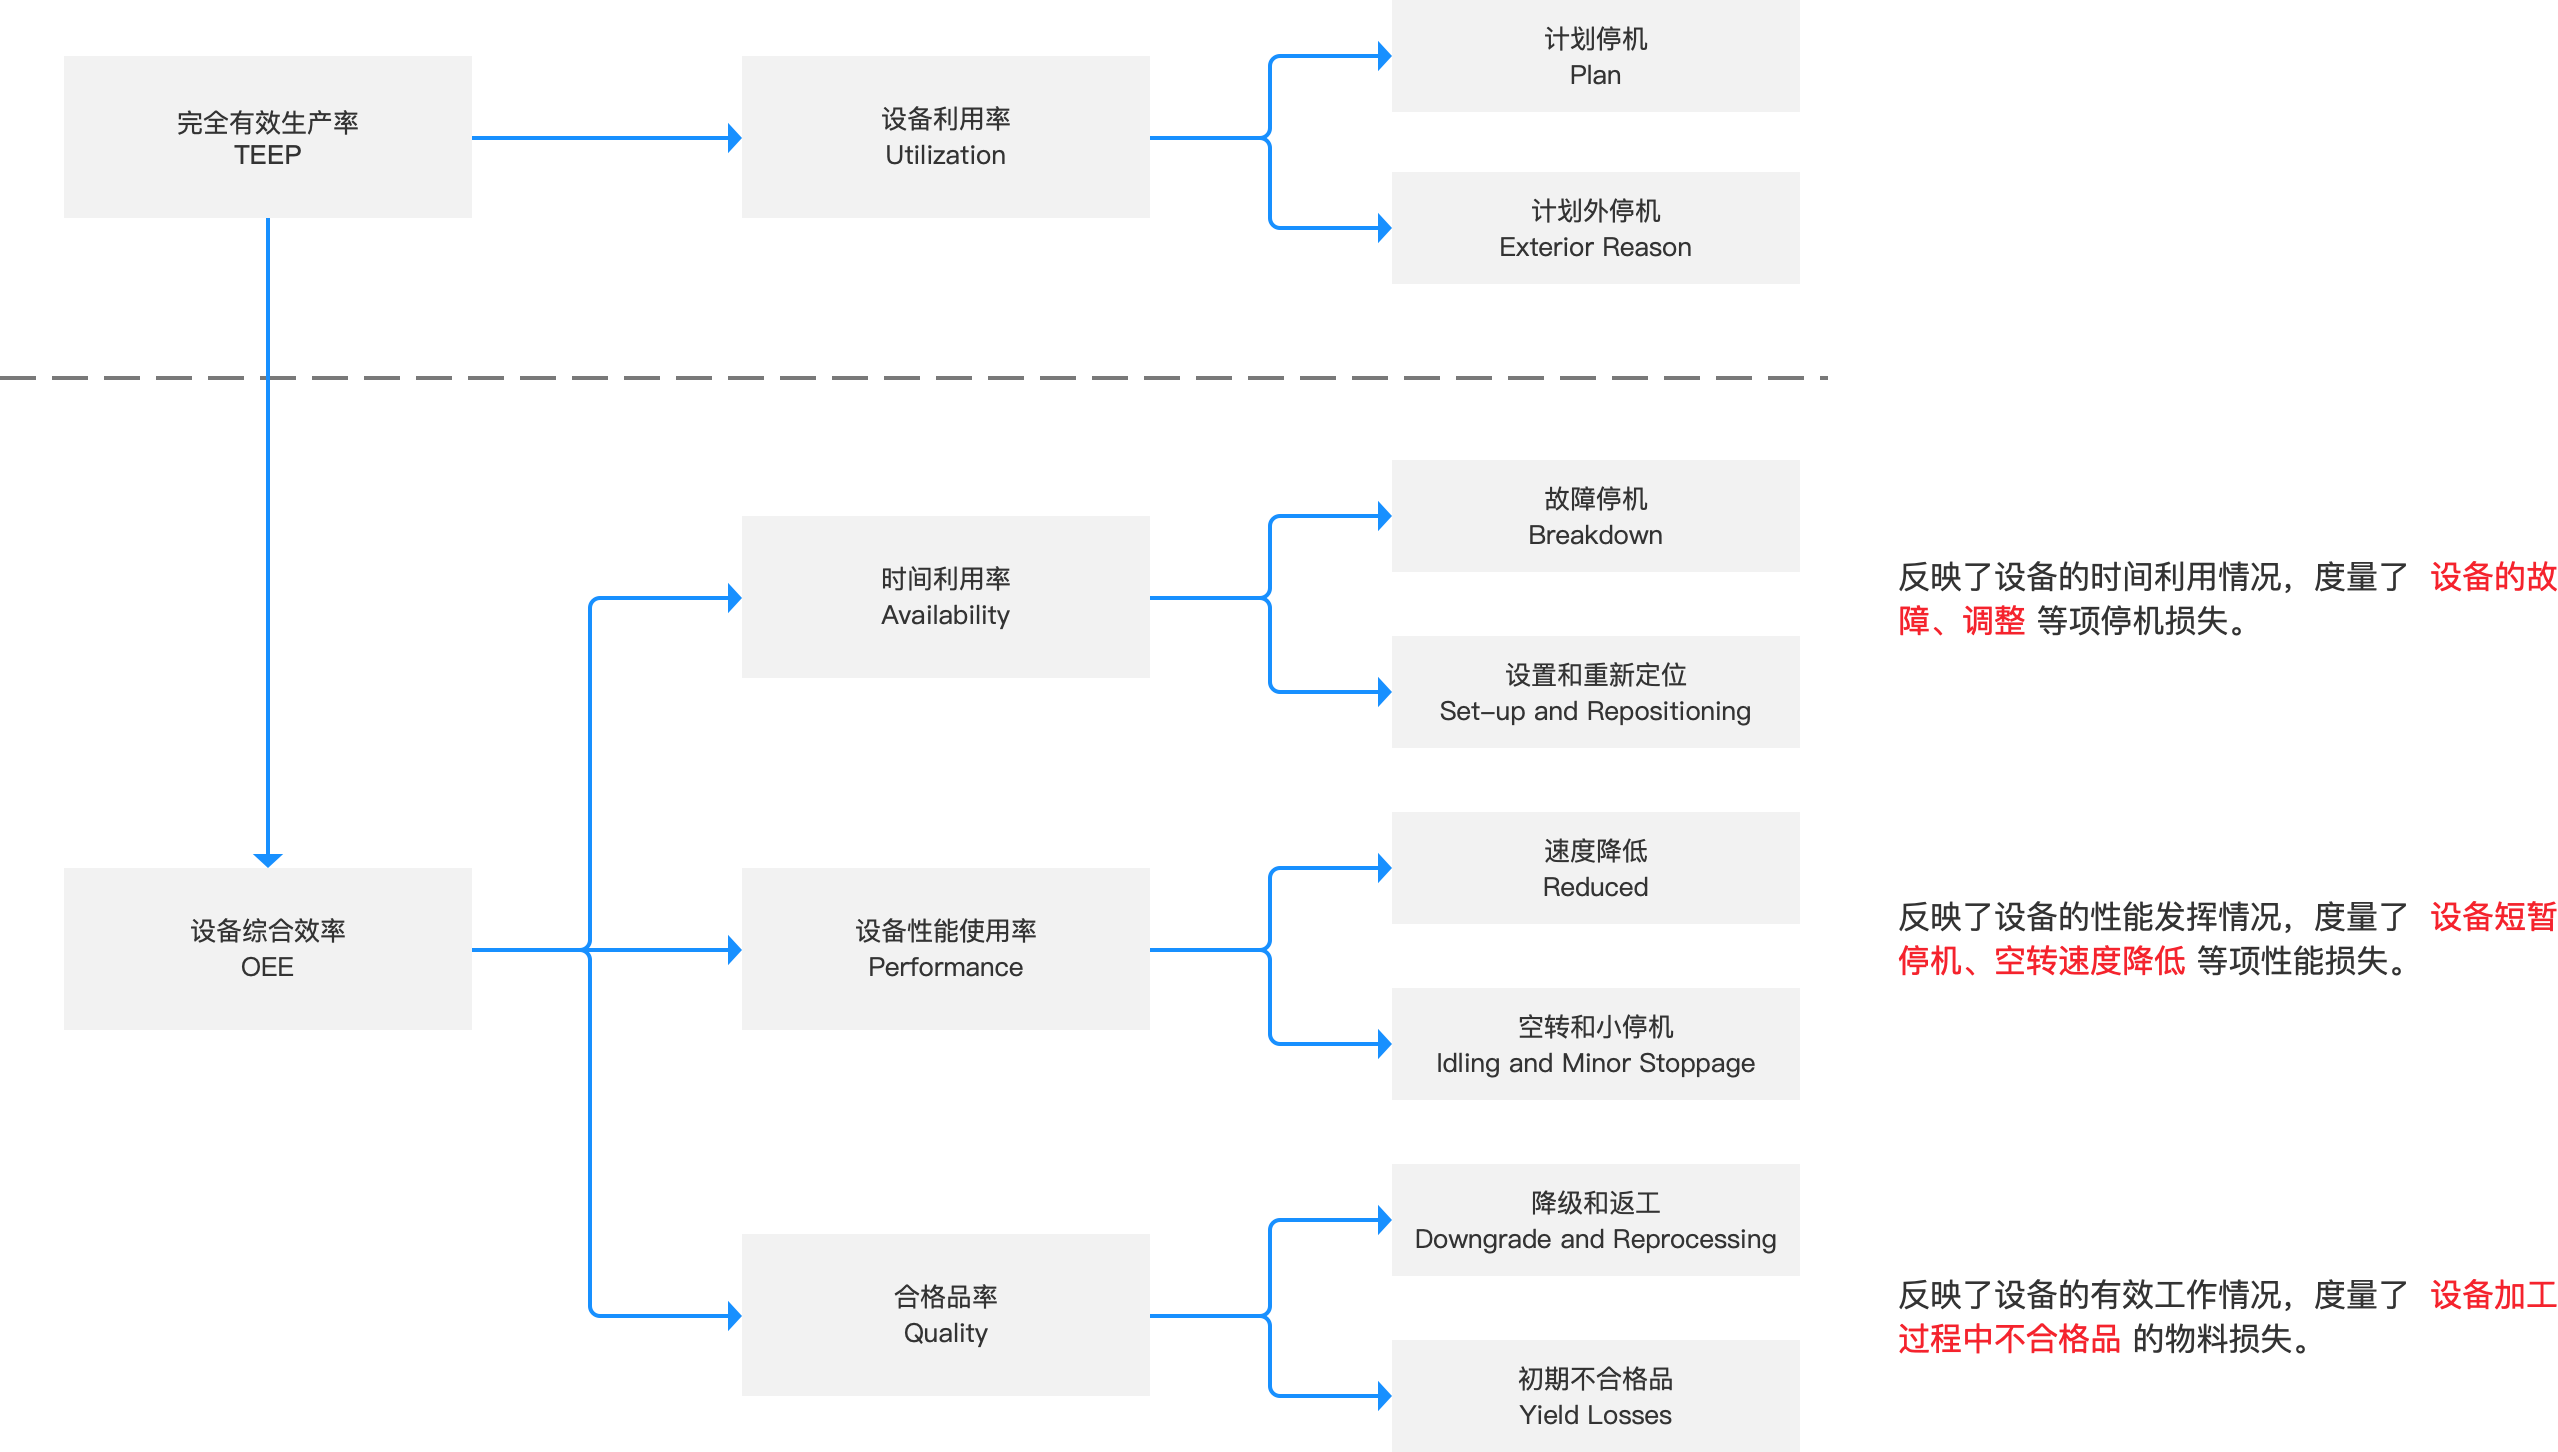 计划停机
Plan
完全有效生产率
TEEP
设备利用率
Utilization
计划外停机
Exterior Reason
故障停机
Breakdown
时间利用率
Availability
反映了设备的时间利用情况，度量了 设备的故
障、调整 等项停机损失。
设置和重新定位
Set-up and Repositioning
速度降低
Reduced
设备综合效率
OEE
设备性能使用率
Performance
反映了设备的性能发挥情况，度量了 设备短暂
停机、空转速度降低 等项性能损失。
空转和小停机
Idling and Minor Stoppage
降级和返工
Downgrade and Reprocessing
合格品率
Quality
反映了设备的有效工作情况，度量了 设备加工
过程中不合格品 的物料损失。
初期不合格品
Yield Losses